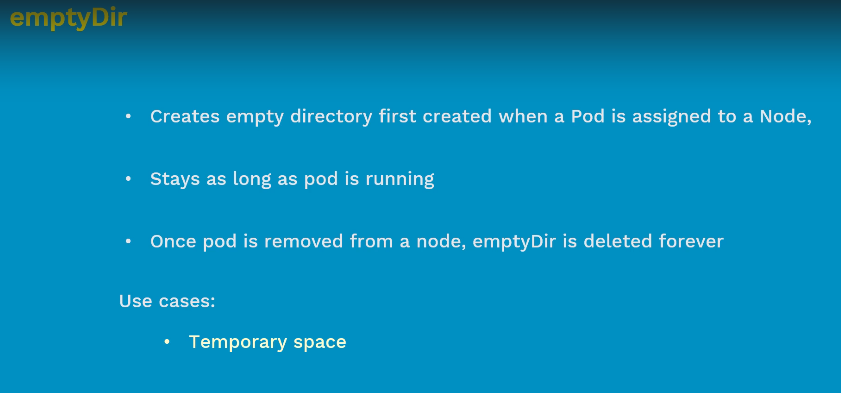 emptyDir
• Creates empty directory first created when a Pod is assigned to a Node,
• Stays as long as pod is running
• Once pod is removed from a node, emptyDir is deleted forever
Use cases:
• Temporary space